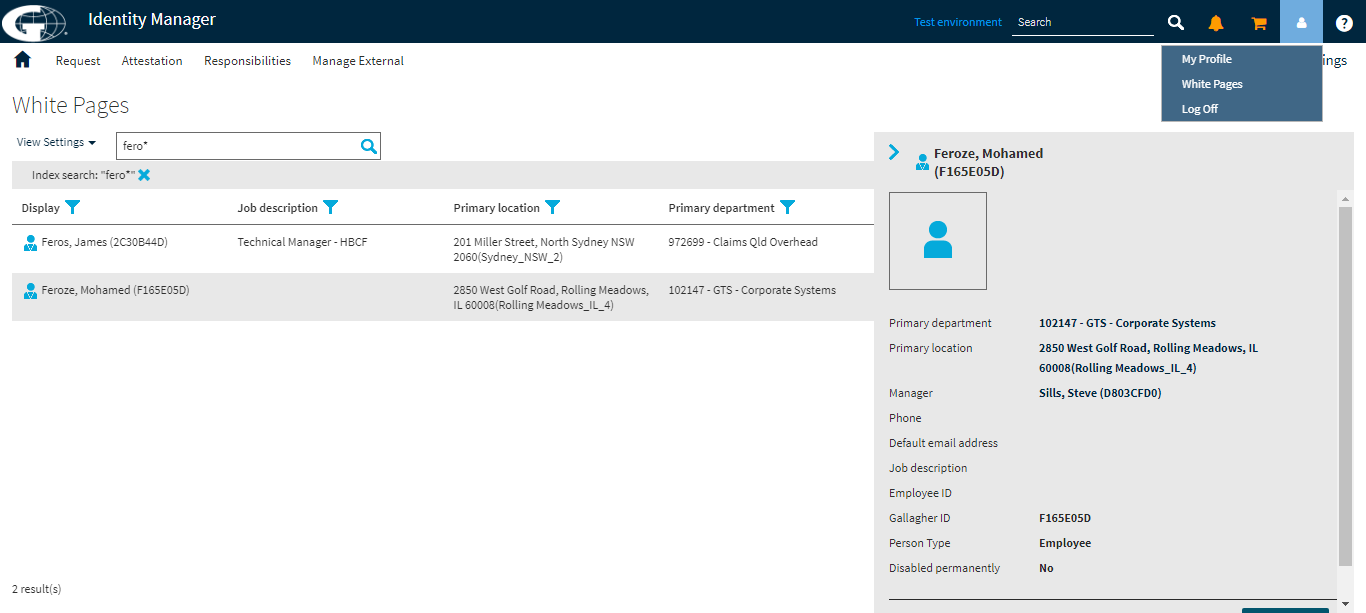 Identity Manager
Test environment
Search
Request
Attestation
Responsibilities
Manage External
ings
My Profile
White Pages
Log Off
White Pages
View Settings
fero*
Index search: "fero*"
Display
Job description
Primary location
Primary department
Feros, James (2C30B44D)
Technical Manager - HBCF
201 Miller Street, North Sydney NSW
2060(Sydney_NSW_2)
972699 - Claims Qld Overhead
Feroze, Mohamed (F165E05D)
2850 West Golf Road, Rolling Meadows,
IL 60008(Rolling Meadows_IL_4)
102147 - GTS - Corporate Systems
2 result(s)
Feroze, Mohamed
(F165E05D)
Primary department
102147 - GTS - Corporate Systems
Primary location
2850 West Golf Road, Rolling Meadows, IL
60008(Rolling Meadows_IL_4)
Manager
Sills, Steve (D803CFD0)
Phone
Default email address
Job description
Employee ID
Gallagher ID
F165E05D
Person Type
Employee
Disabled permanently
No